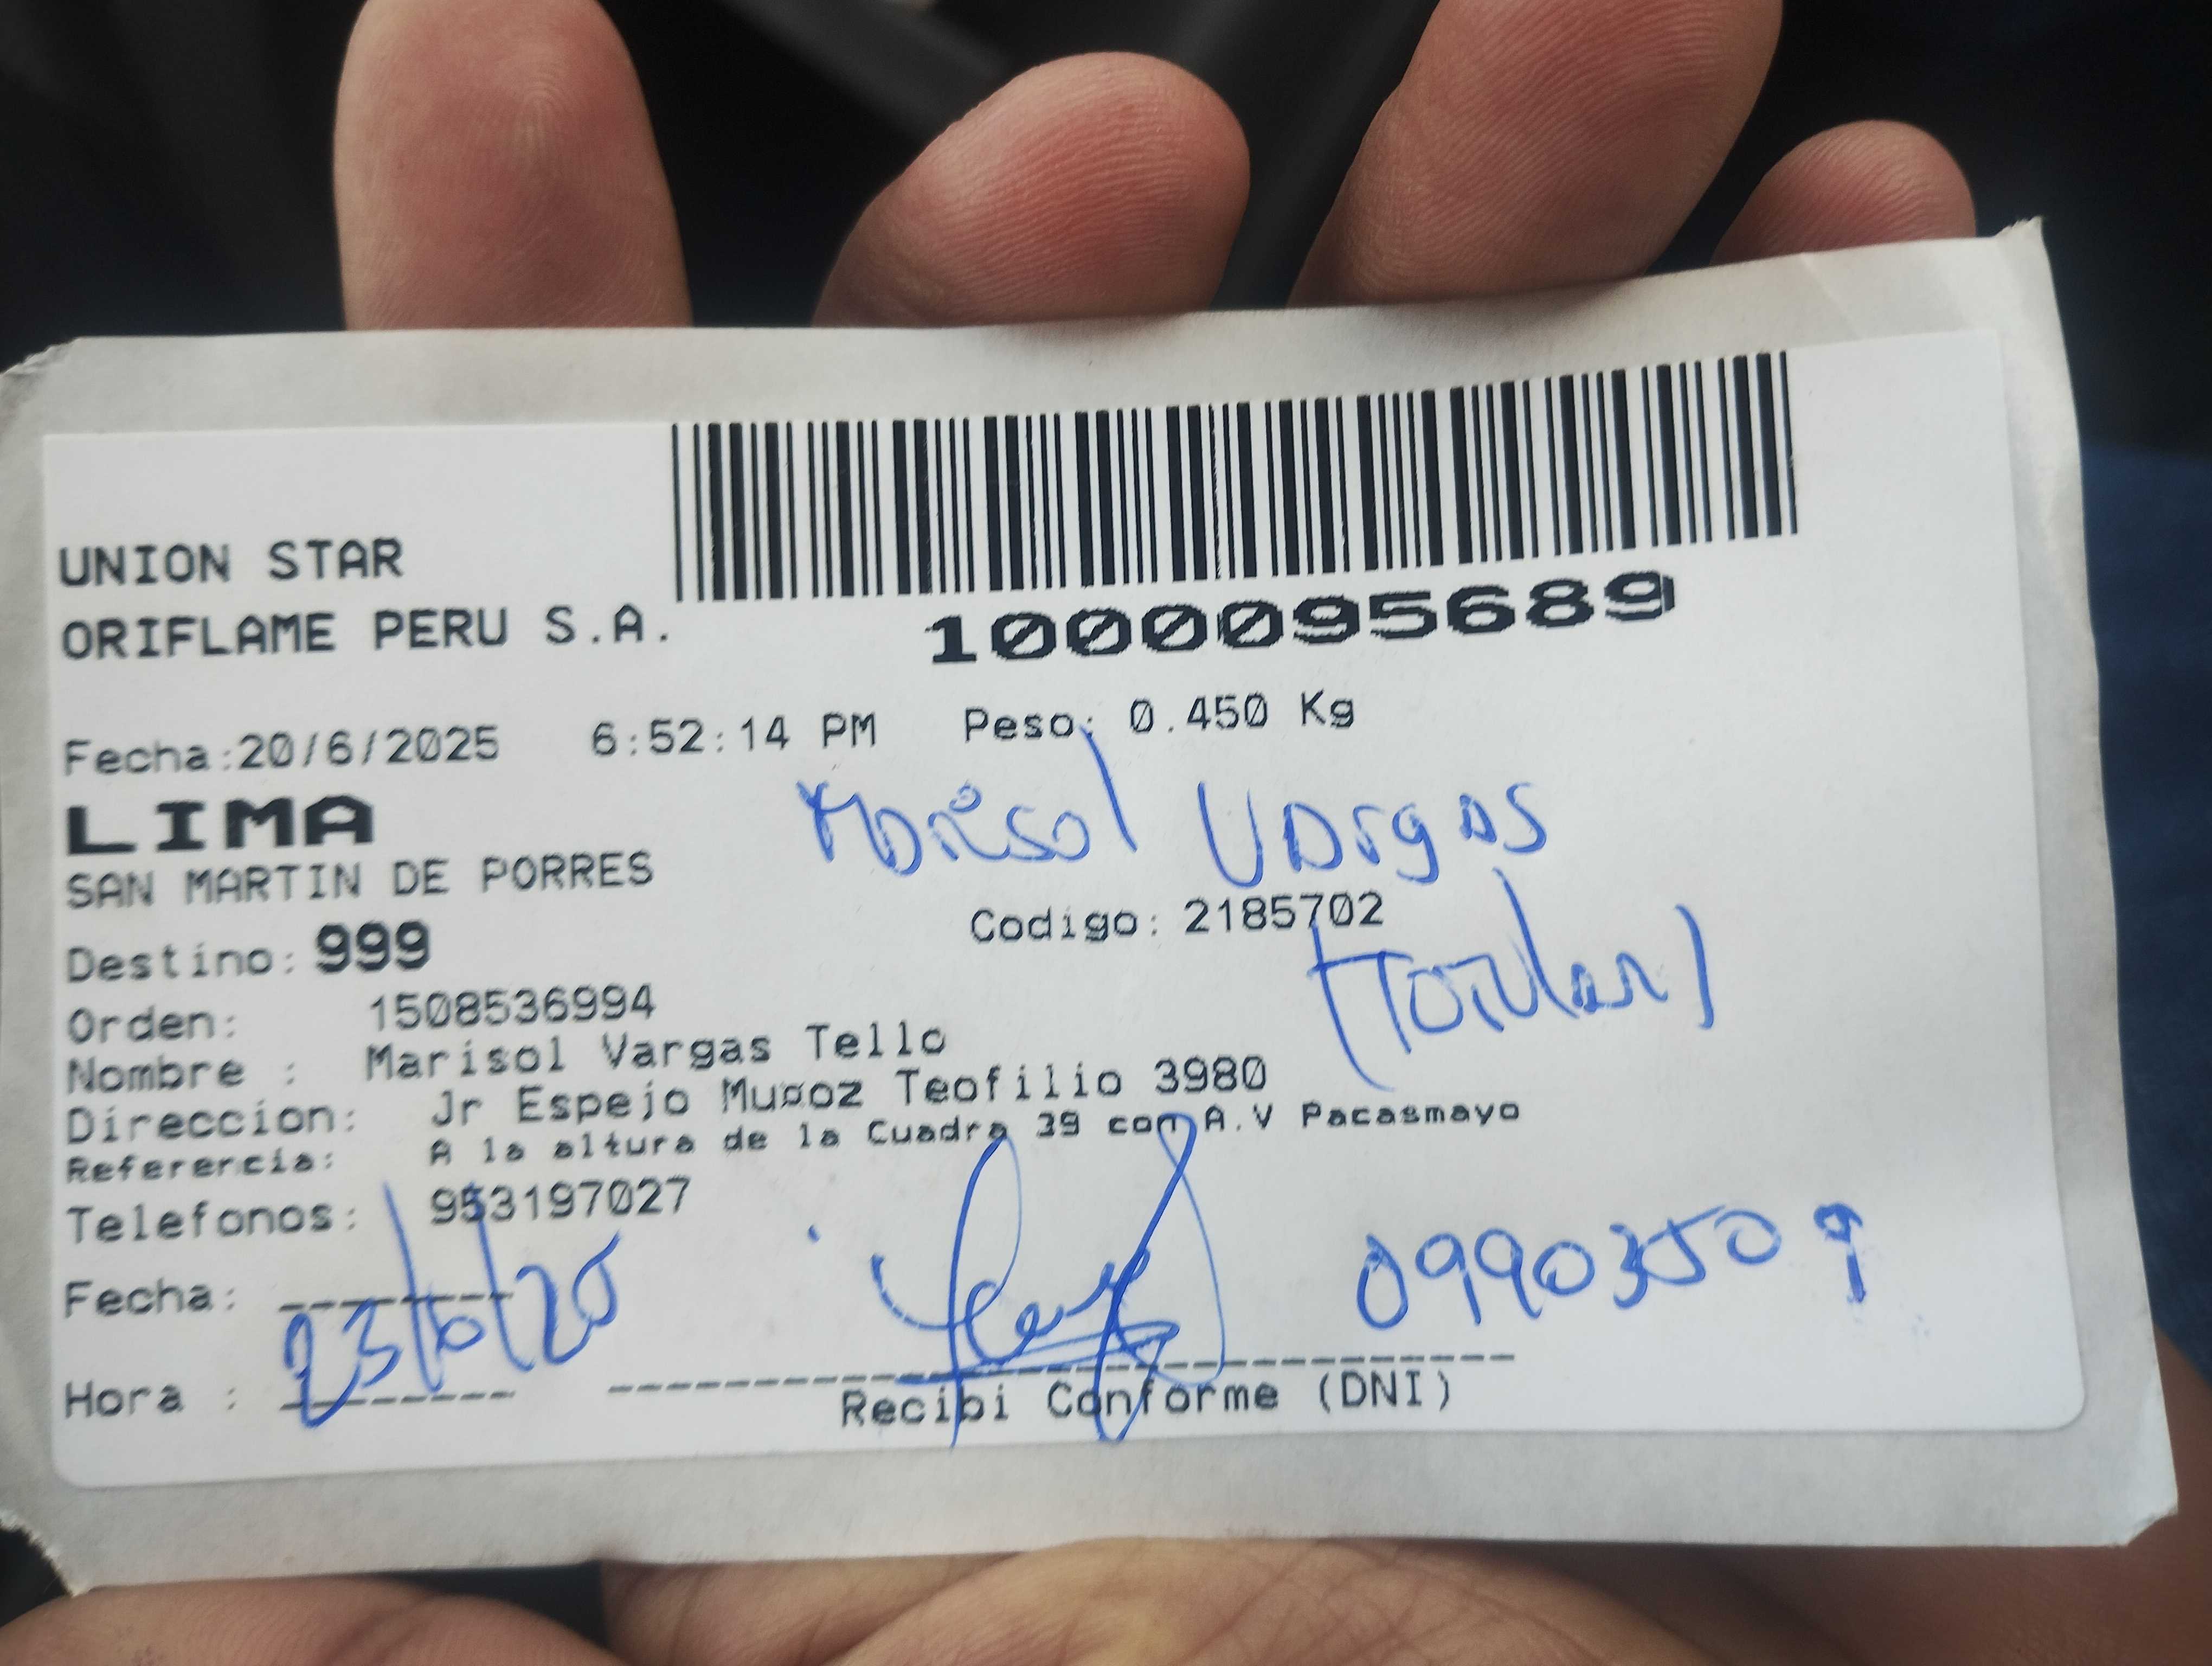 UNION STAR
ORIFLAME PERU S.A.
1000095689
Fecha:20/6/2025 6:52:14 PM Peso: 0.450 Kg
LIMA
Marisol Vargas
SAN MARTIN DE PORRES
Codigo: 2185702
(Titular)
Destino: 999
Orden: 1508536994
Nombre : Marisol Vargas Tello
Direccion: Jr Espejo Muñoz Teofilio 3980
Referencia: A la altura de la Cuadra 39 con A.V Pacasmayo
Telefonos: 953197027
Fecha: 23/6/25
09903509
Hora :
Recibi Conforme (DNI)